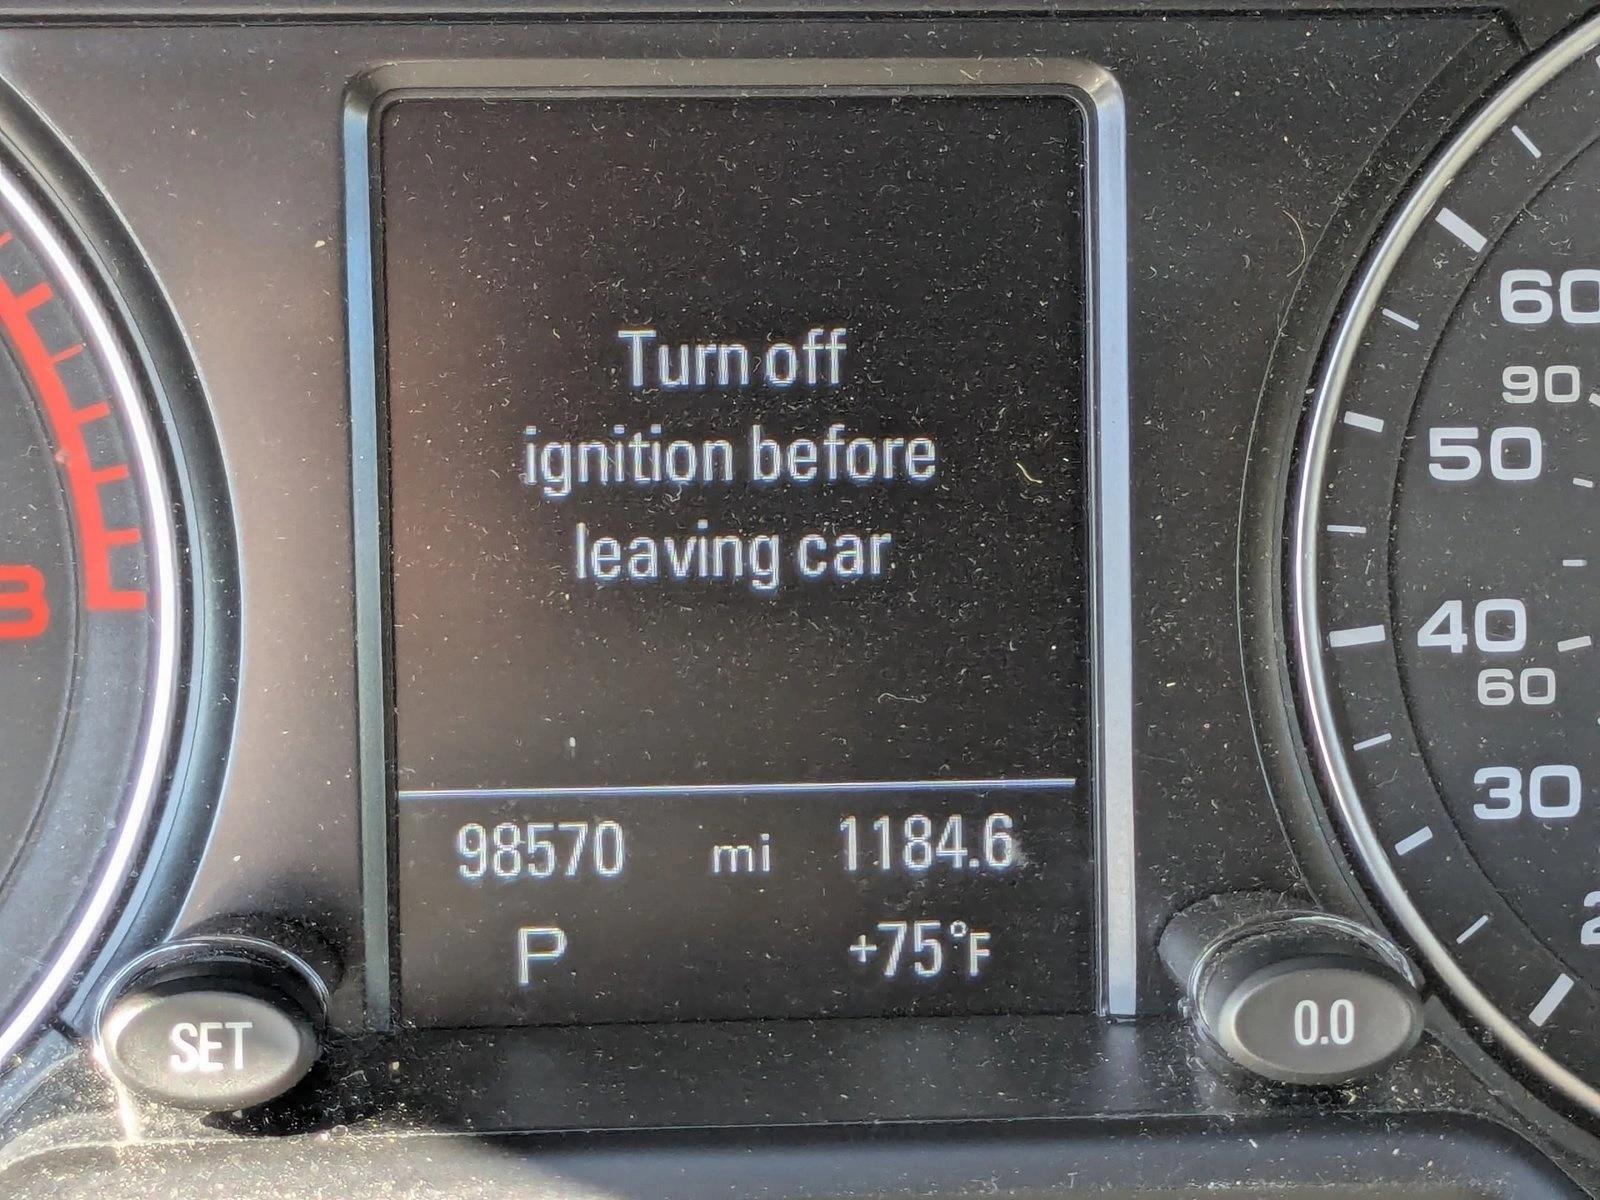 Turn off
ignition before
leaving car
98570 mi 1184.6
P +75°F
SET
0.0
8
60
90
50
40
60
30